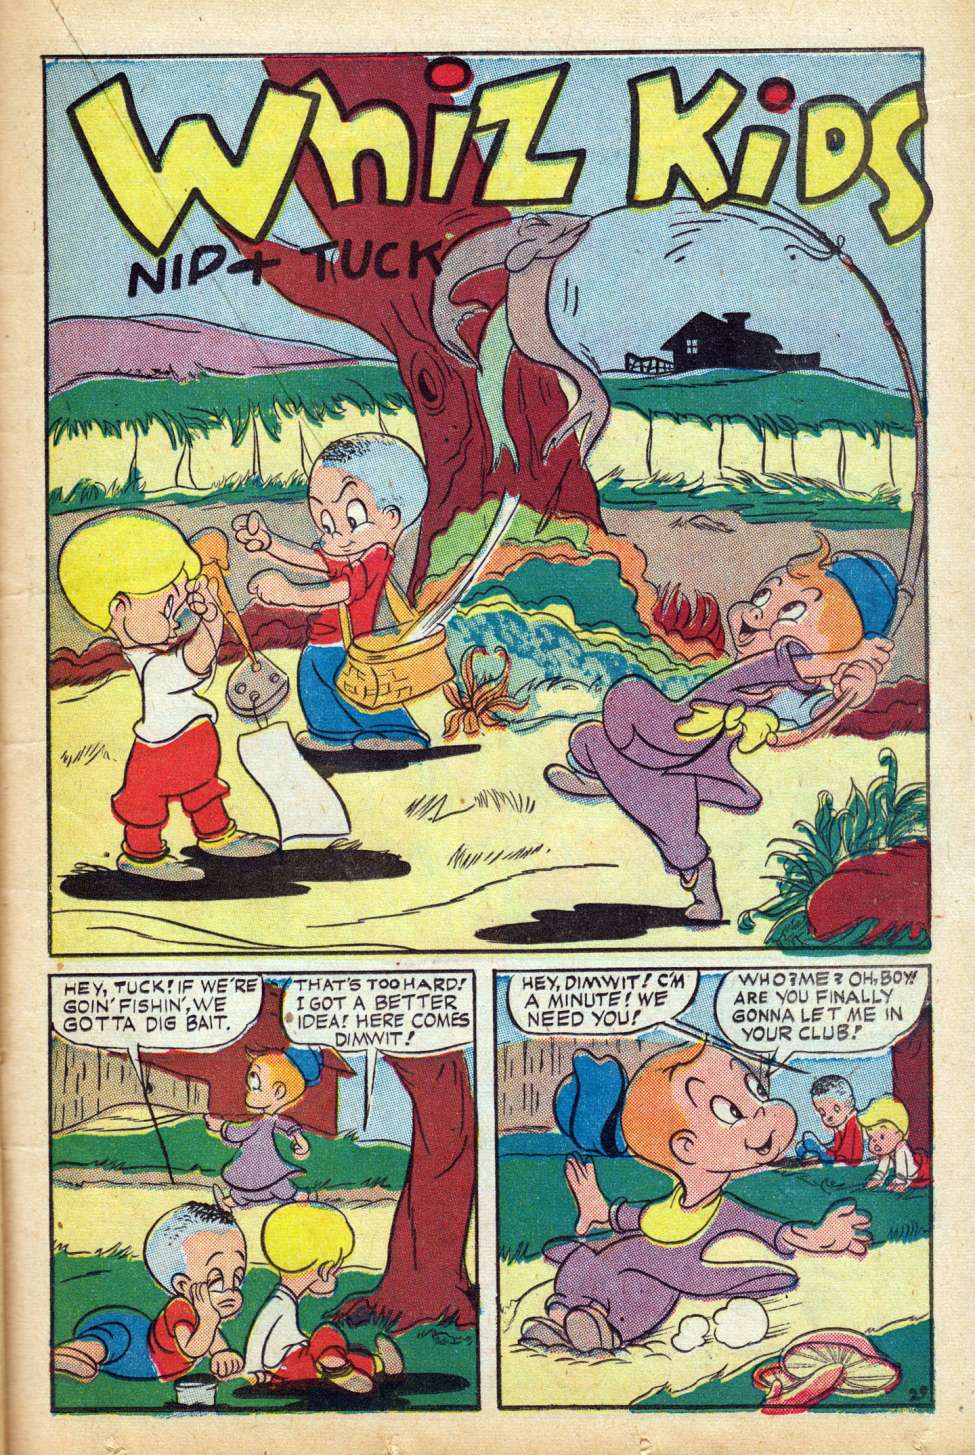 WHIZ KIDS
NIP + TUCK
HEY, TUCK! IF WE'RE
GOIN' FISHIN', WE
GOTTA DIG BAIT.
THAT'S TOO HARD!
I GOT A BETTER
IDEA! HERE COMES
DIMWIT!
HEY, DIMWIT! C'M
A MINUTE! WE
NEED YOU!
WHO? ME? OH, BOY!
ARE YOU FINALLY
GONNA LET ME IN
YOUR CLUB?